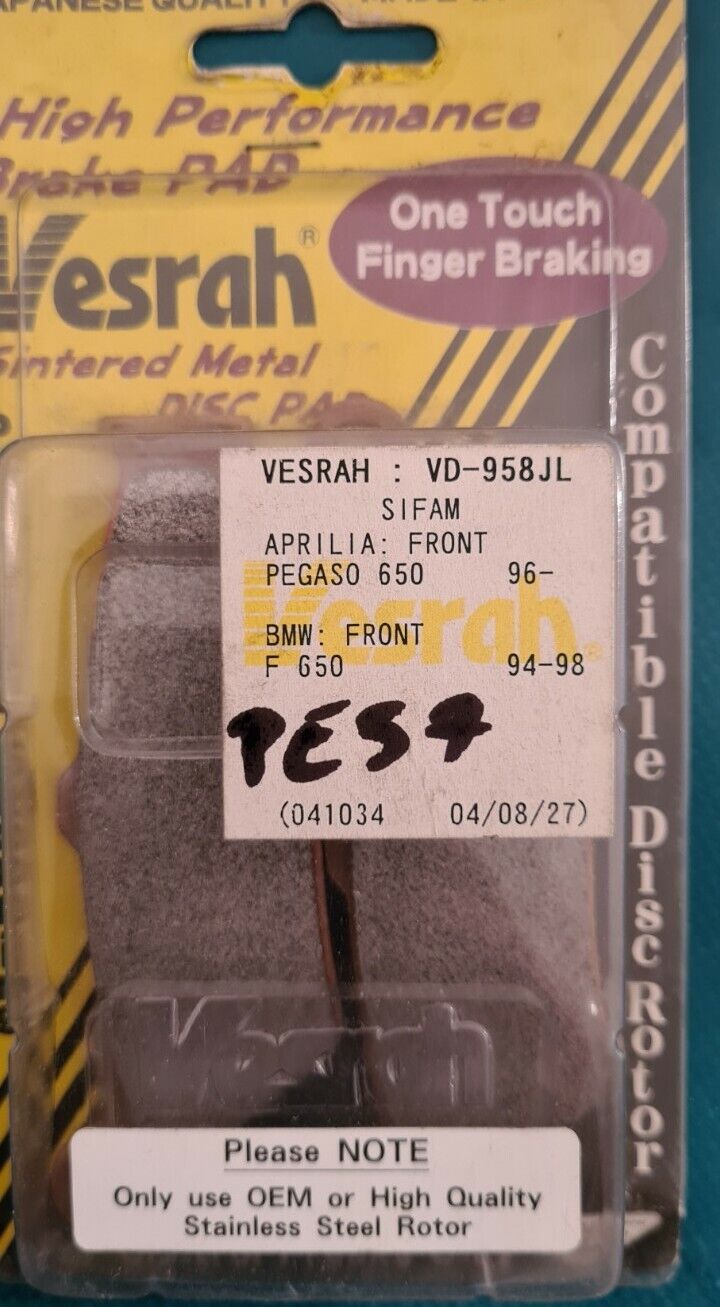 JAPANESE QUALITY
High Performance
Brake PAD
One Touch
Finger Braking
Vesrah®
Sintered Metal
DISC PAD
Compatible Disc Rotor
VESRAH : VD-958JL
SIFAM
APRILIA: FRONT
PEGASO 650 96-
Vesrah®
BMW: FRONT
F 650 94-98
PES7
(041034 04/08/27)
Vesrah
Please NOTE
Only use OEM or High Quality
Stainless Steel Rotor